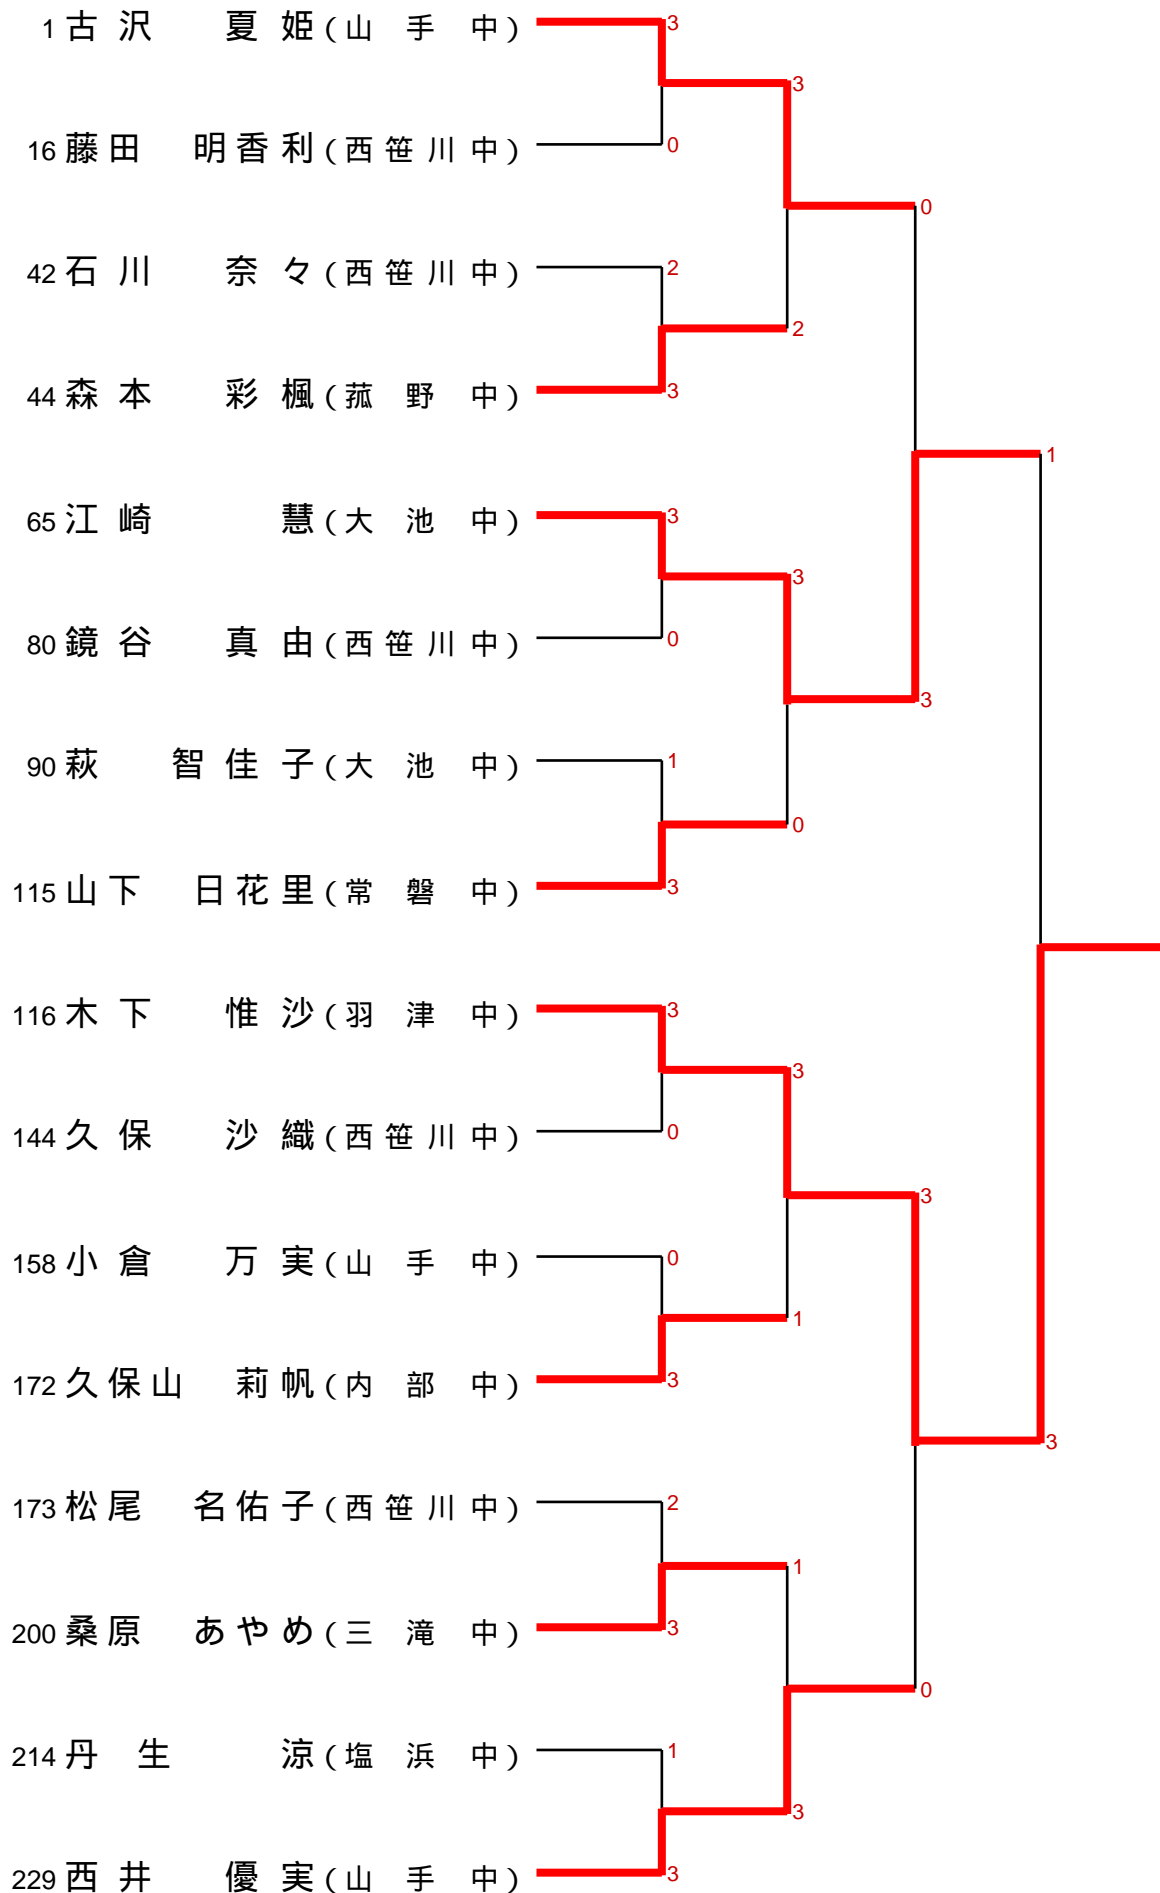 1 古沢 夏姫 (山手中) 3
3
16 藤田 明香利 (西笹川中) 0
0
42 石川 奈々 (西笹川中) 2
2
44 森本 彩楓 (菰野中) 3
1
65 江崎 慧 (大池中) 3
3
80 鏡谷 真由 (西笹川中) 0
3
90 萩 智佳子 (大池中) 1
0
115 山下 日花里 (常磐中) 3
116 木下 惟沙 (羽津中) 3
3
144 久保 沙織 (西笹川中) 0
3
158 小倉 万実 (山手中) 0
1
172 久保山 莉帆 (内部中) 3
3
173 松尾 名佑子 (西笹川中) 2
1
200 桑原 あやめ (三滝中) 3
0
214 丹生 涼 (塩浜中) 1
3
229 西井 優実 (山手中) 3